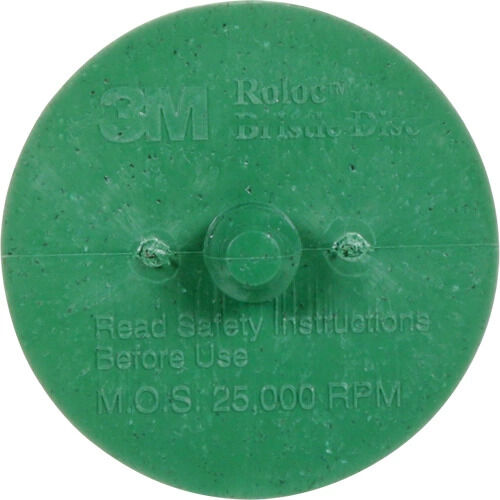 3M Roloc™
Bristle Disc
Read Safety Instructions
Before Use
M.O.S. 25,000 RPM